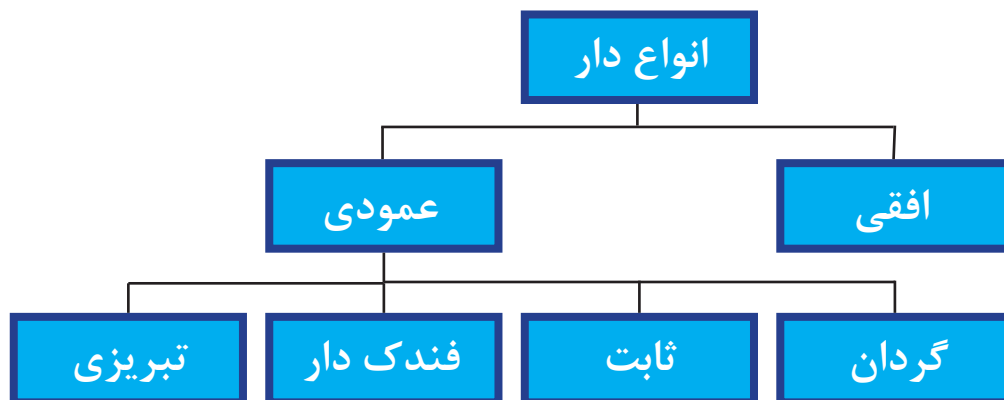 انواع دار
افقی
عمودی
گردان
ثابت
فندک دار
تبریزی